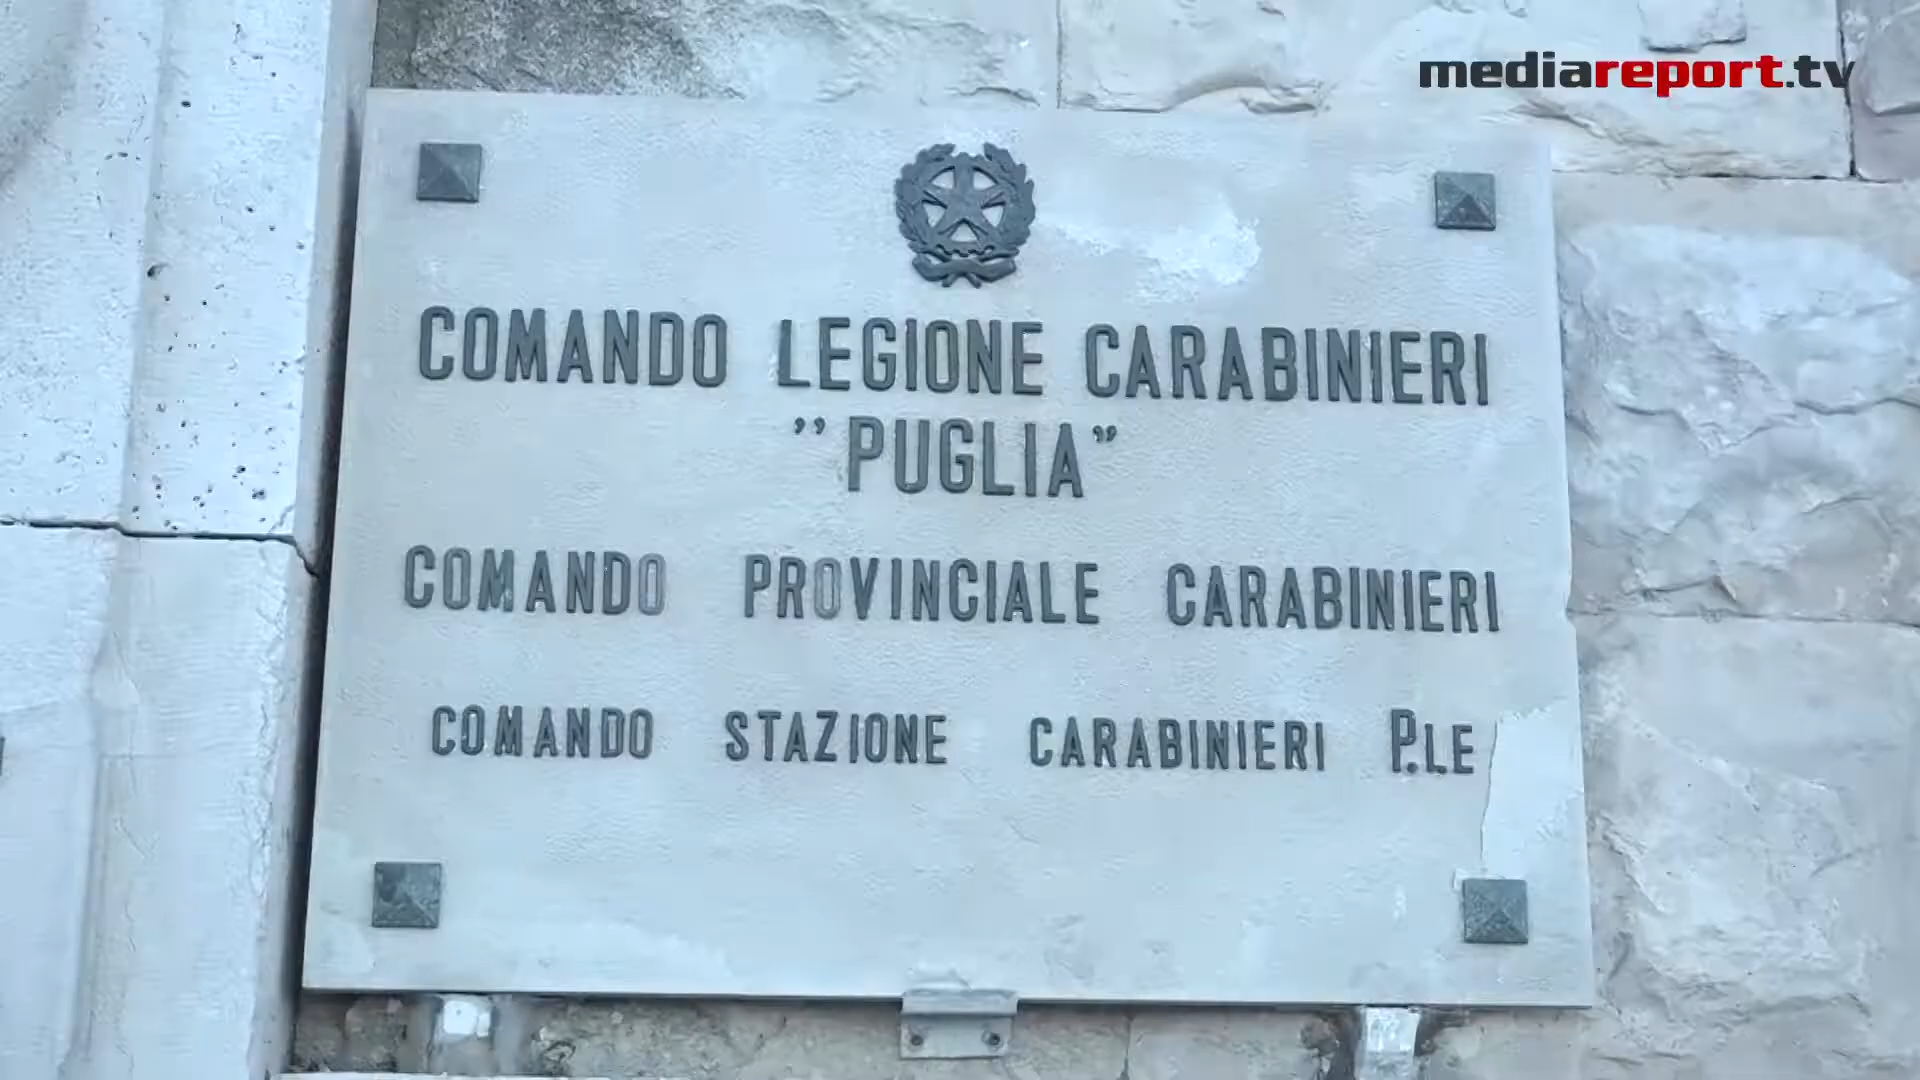 mediareport.tv
COMANDO LEGIONE CARABINIERI
’’PUGLIA”
COMANDO PROVINCIALE CARABINIERI
COMANDO STAZIONE CARABINIERI P.LE